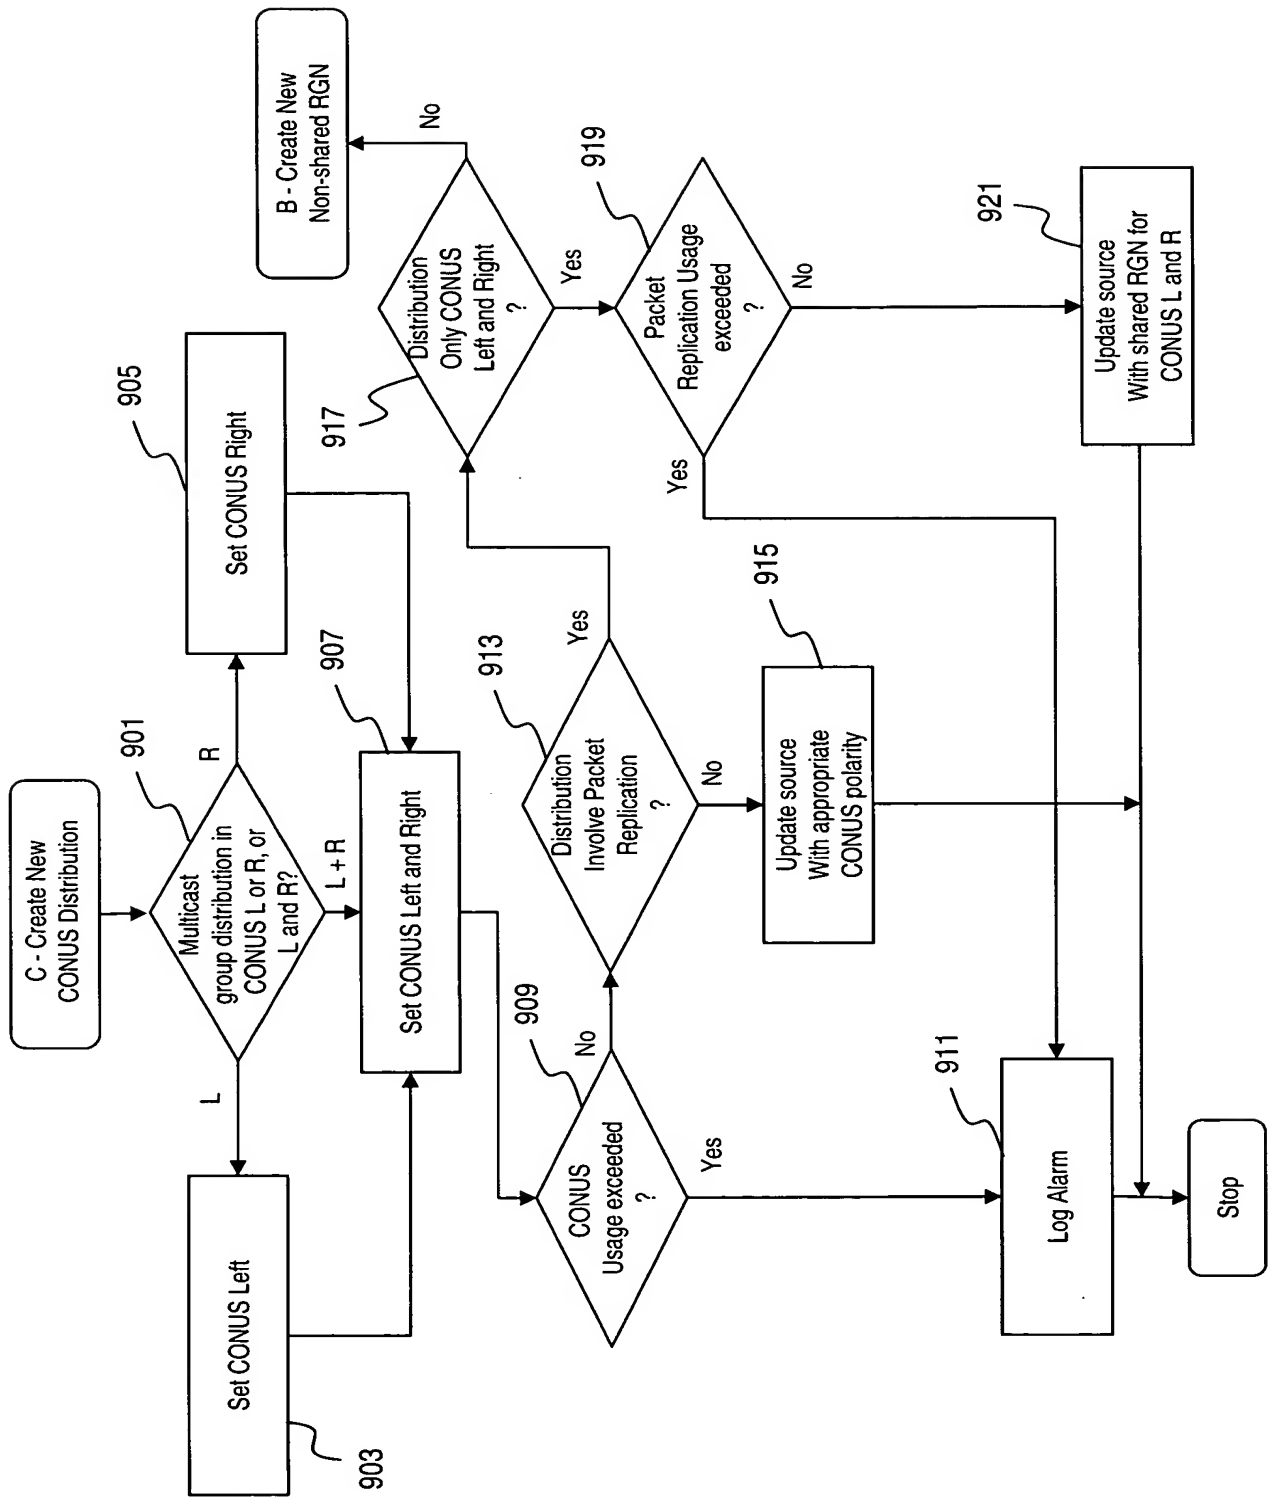 C - Create New
CONUS Distribution
901
Multicast
group distribution in
CONUS L or R, or
L and R?
L
R
L + R
Set CONUS Left
903
Set CONUS Right
905
907
Set CONUS Left and Right
909
CONUS
Usage exceeded
?
No
Yes
911
Log Alarm
Stop
913
Distribution
Involve Packet
Replication
?
Yes
No
915
Update source
With appropriate
CONUS polarity
917
Distribution
Only CONUS
Left and Right
?
No
Yes
B - Create New
Non-shared RGN
919
Packet
Replication Usage
exceeded
?
Yes
No
921
Update source
With shared RGN for
CONUS L and R